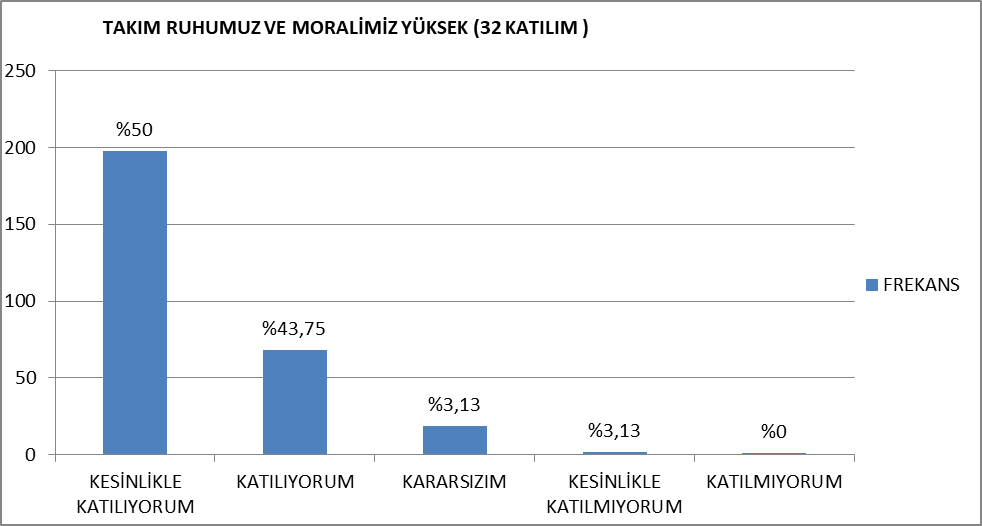 TAKIM RUHUMUZ VE MORALİMİZ YÜKSEK (32 KATILIM )
250
200
150
100
50
0
%50
%43,75
%3,13
%3,13
%0
KESİNLİKLE
KATILIYORUM
KATILIYORUM
KARARSIZIM
KESİNLİKLE
KATILMIYORUM
KATILMIYORUM
FREKANS